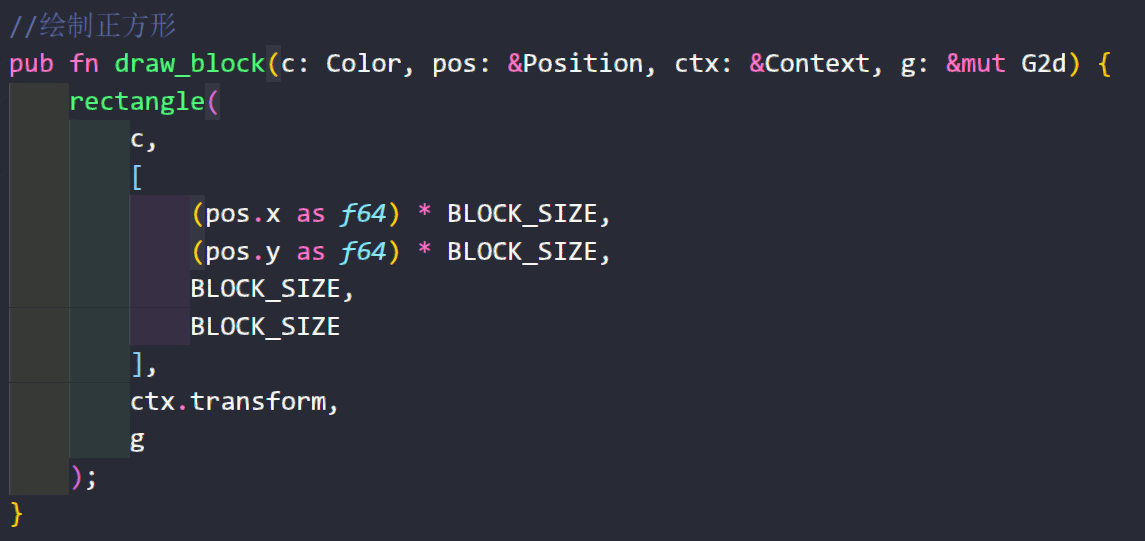 //绘制正方形
pub fn draw_block(c: Color, pos: &Position, ctx: &Context, g: &mut G2d) {
    rectangle(
        c,
        [
            (pos.x as f64) * BLOCK_SIZE,
            (pos.y as f64) * BLOCK_SIZE,
            BLOCK_SIZE,
            BLOCK_SIZE
        ],
        ctx.transform,
        g
    );
}